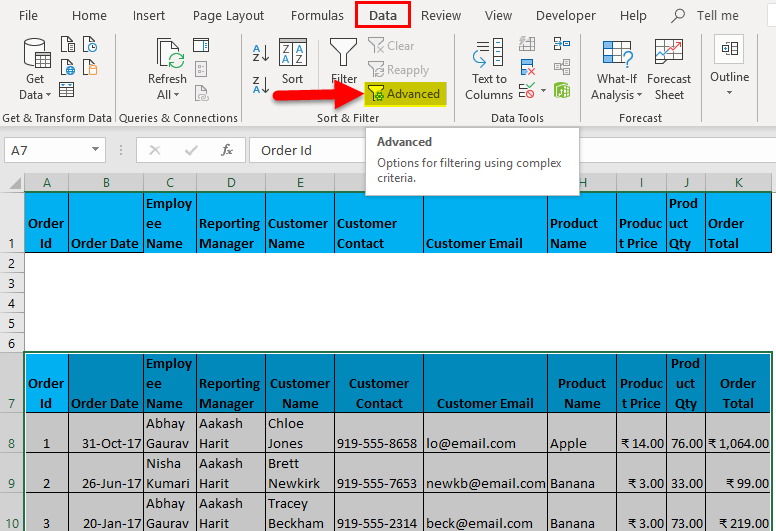 File Home Insert Page Layout Formulas Data Review View Developer Help Tell me
Get
Data
Refresh
All
A
Z
Z
A
Z A
A Z
Sort
Filter
Clear
Reapply
Advanced
Text to
Columns
What-If
Analysis
Forecast
Sheet
Outline
Get & Transform Data Queries & Connections Sort & Filter Data Tools Forecast
A7 fx Order Id
Advanced
Options for filtering using complex
criteria.
A B C D E H I J K
1
Order
Id
Order Date
Employ
ee
Name
Reporting
Manager
Customer
Name
Customer
Contact
Customer Email
Product
Name
Produc
t Price
Prod
uct
Qty
Order
Total
2
3
4
5
6
7
Order
Id
Order Date
Employ
ee
Name
Reporting
Manager
Customer
Name
Customer
Contact
Customer Email
Product
Name
Produc
t Price
Prod
uct
Qty
Order
Total
8
1
31-Oct-17
Abhay
Gaurav
Aakash
Harit
Chloe
Jones
919-555-8658
lo@email.com
Apple
₹ 14.00
76.00
₹ 1,064.00
9
2
26-Jun-17
Nisha
Kumari
Aakash
Harit
Brett
Newkirk
919-555-7653
newkb@email.com
Banana
₹ 3.00
33.00
₹ 99.00
10
3
20-Jan-17
Abhay
Gaurav
Aakash
Harit
Tracey
Beckham
919-555-2314
beck@email.com
Banana
₹ 3.00
73.00
₹ 219.00